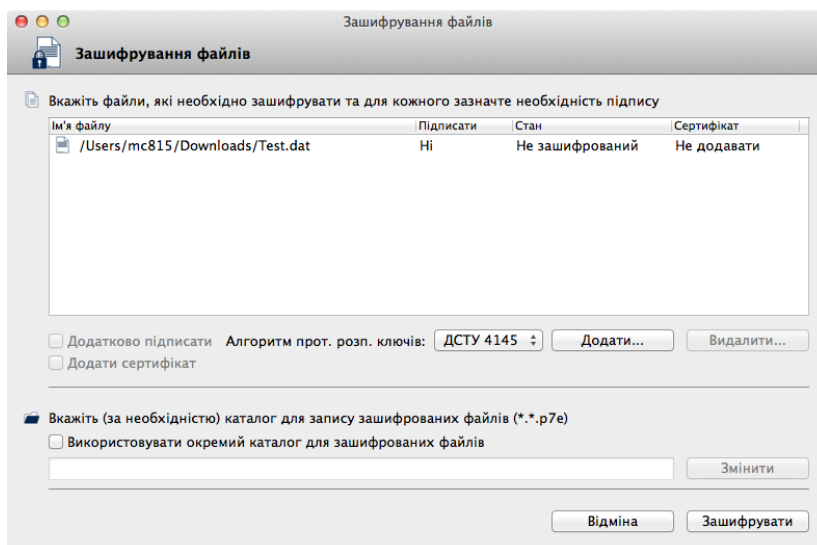 Зашифрування файлів
Зашифрування файлів
Вкажіть файли, які необхідно зашифрувати та для кожного зазначте необхідність підпису
Ім'я файлу Підписати Стан Сертифікат
/Users/mc815/Downloads/Test.dat Ні Не зашифрований Не додавати
Додатково підписати Алгоритм прот. розп. ключів: ДСТУ 4145 Додати... Видалити...
Додати сертифікат
Вкажіть (за необхідністю) каталог для запису зашифрованих файлів (*.*.p7e)
Використовувати окремий каталог для зашифрованих файлів
Змінити
Відміна Зашифрувати